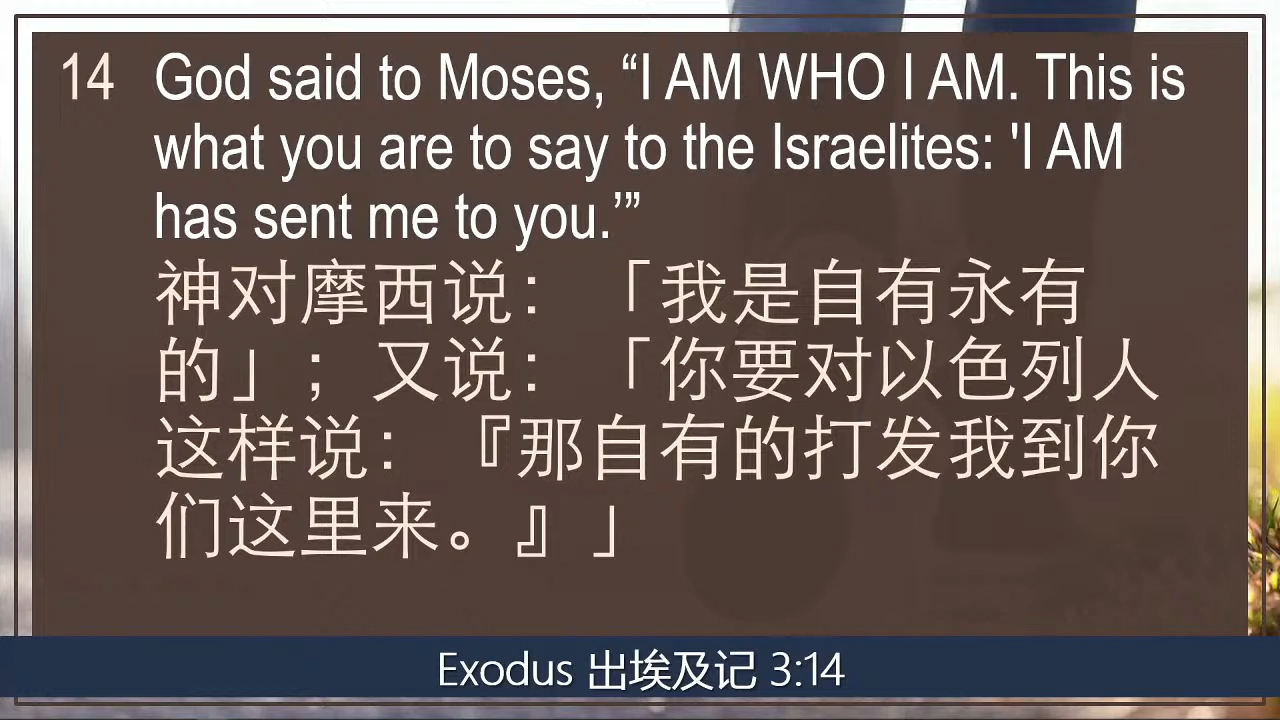 14 God said to Moses, “I AM WHO I AM. This is
what you are to say to the Israelites: 'I AM
has sent me to you.’”
神对摩西说：「我是自有永有
的」；又说：「你要对以色列人
这样说：『那自有的打发我到你
们这里来。』」
Exodus 出埃及记 3:14